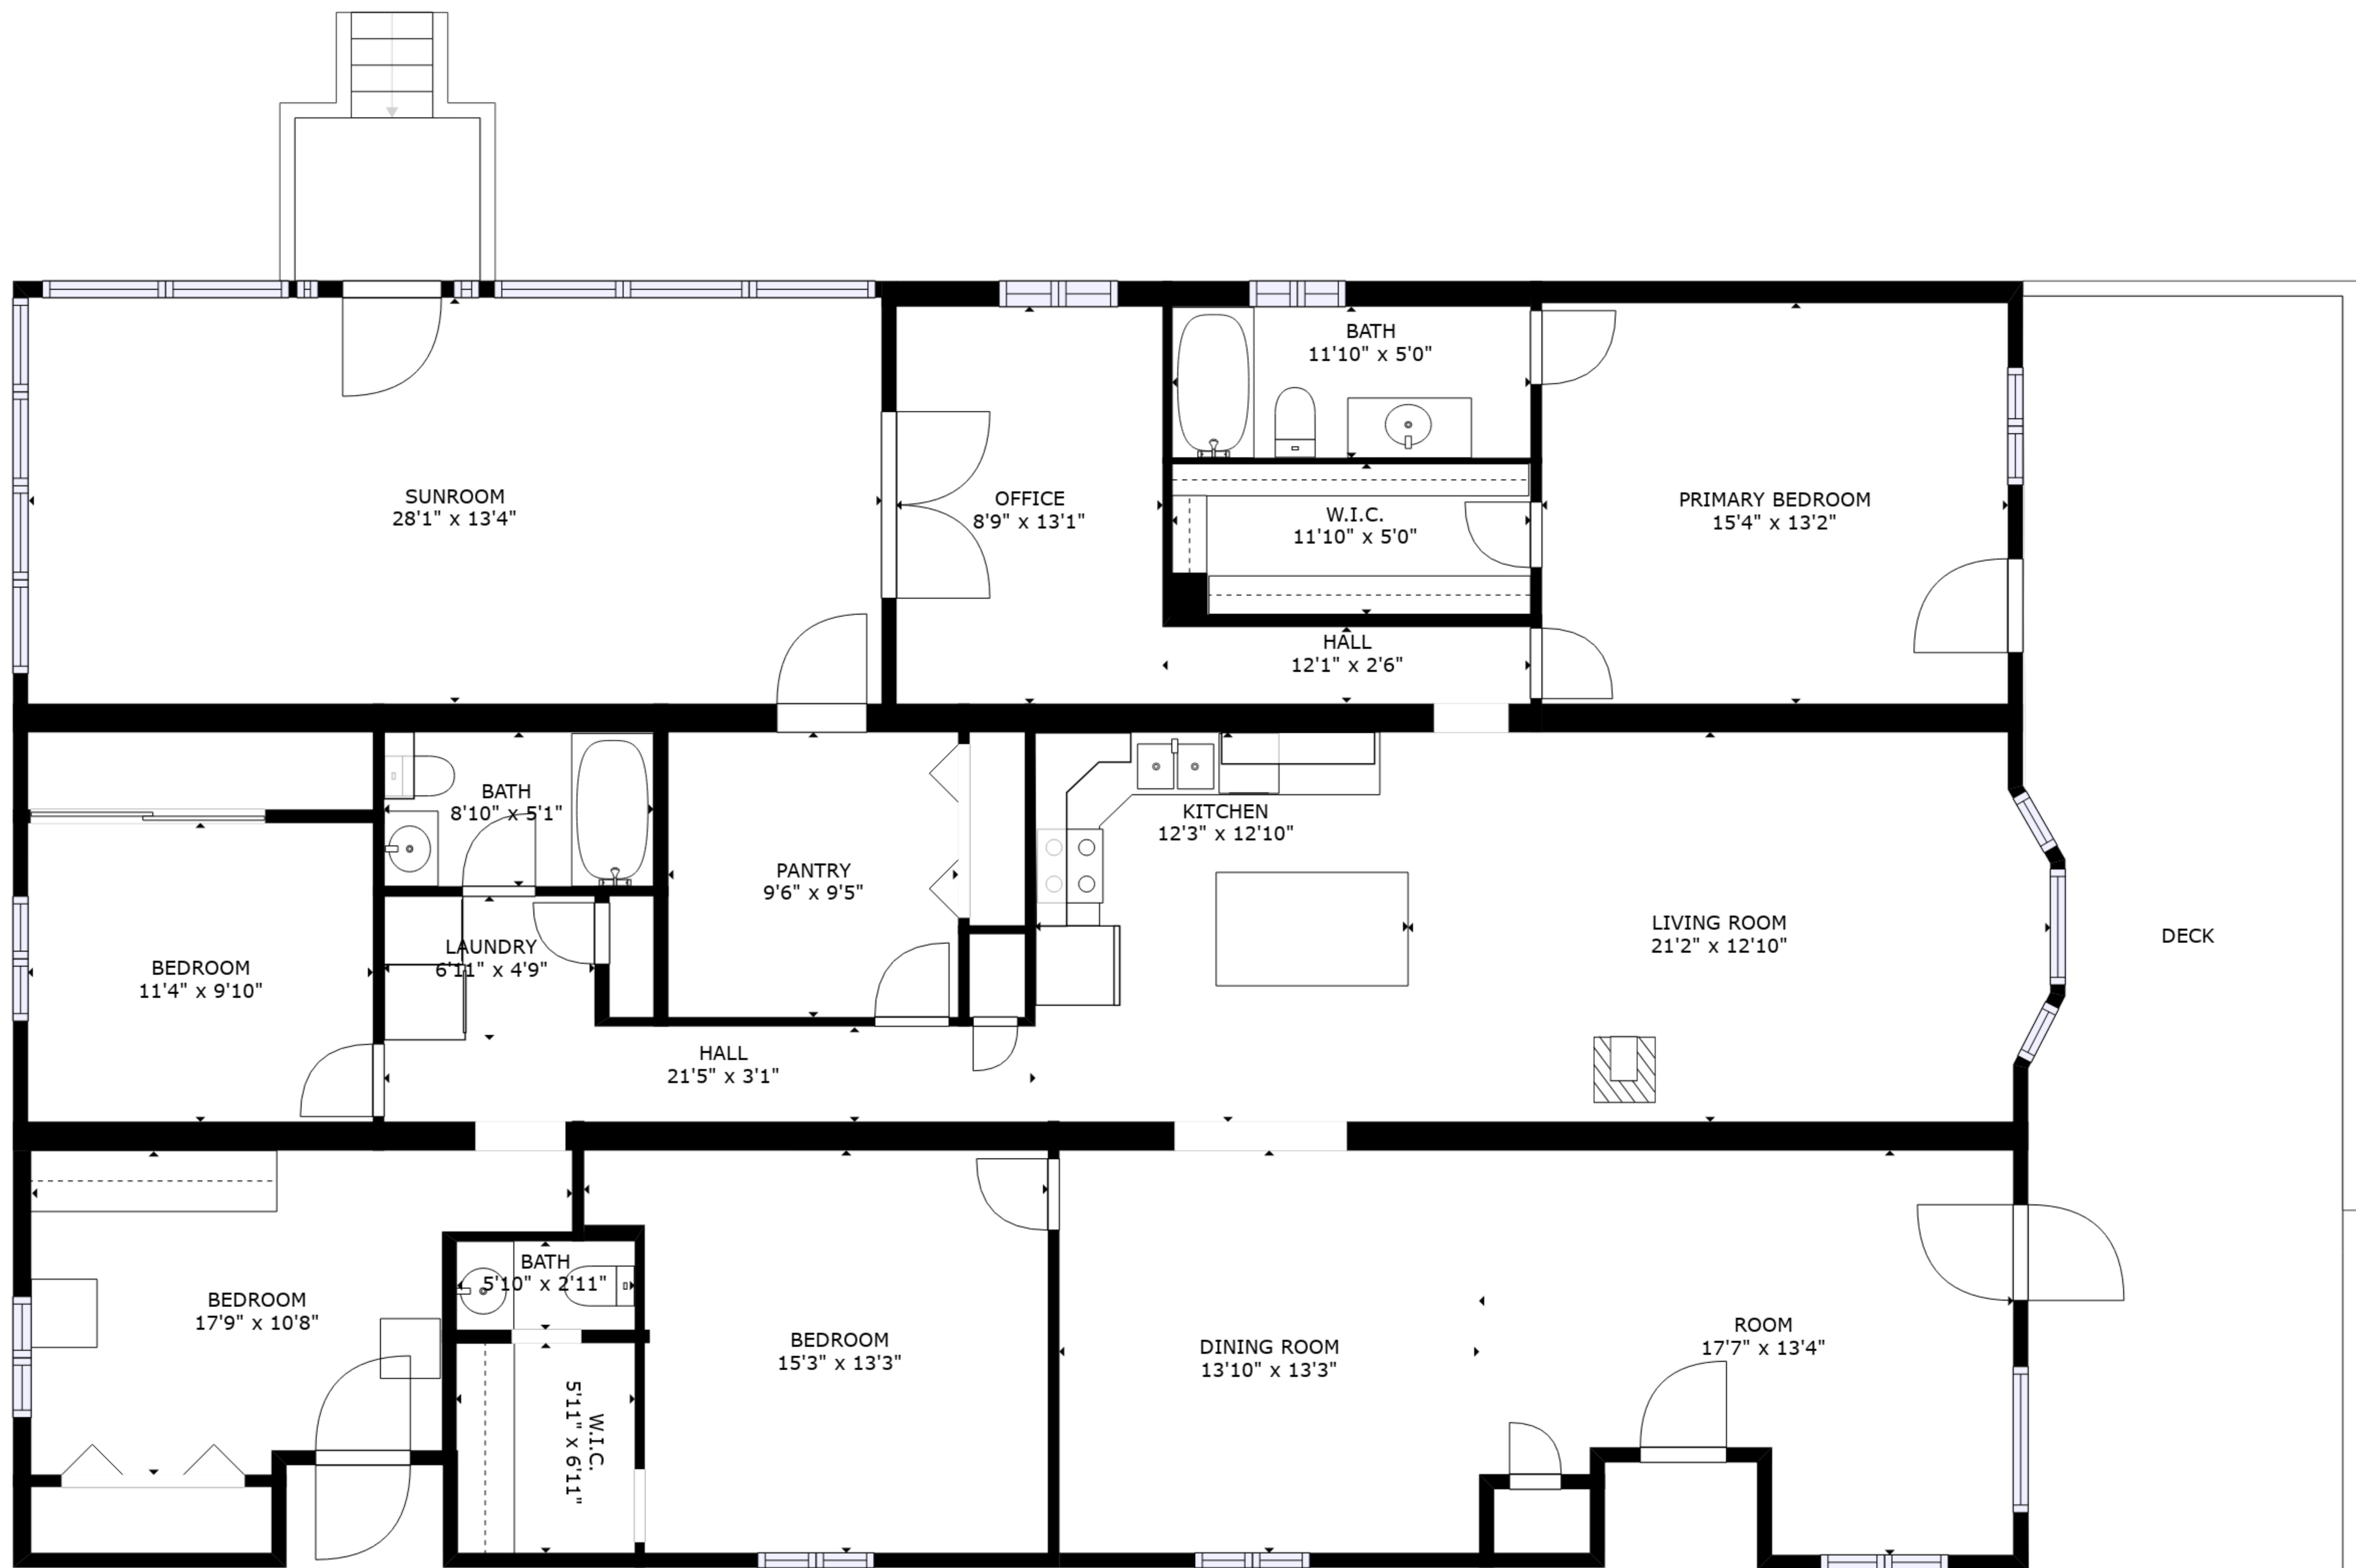 BATH
11'10" x 5'0"
SUNROOM
28'1" x 13'4"
OFFICE
8'9" x 13'1"
W.I.C.
11'10" x 5'0"
PRIMARY BEDROOM
15'4" x 13'2"
HALL
12'1" x 2'6"
BATH
8'10" x 5'1"
KITCHEN
12'3" x 12'10"
PANTRY
9'6" x 9'5"
LIVING ROOM
21'2" x 12'10"
DECK
LAUNDRY
6'11" x 4'9"
BEDROOM
11'4" x 9'10"
HALL
21'5" x 3'1"
BATH
5'10" x 2'11"
BEDROOM
17'9" x 10'8"
BEDROOM
15'3" x 13'3"
DINING ROOM
13'10" x 13'3"
ROOM
17'7" x 13'4"
W.I.C.
5'11" x 6'11"